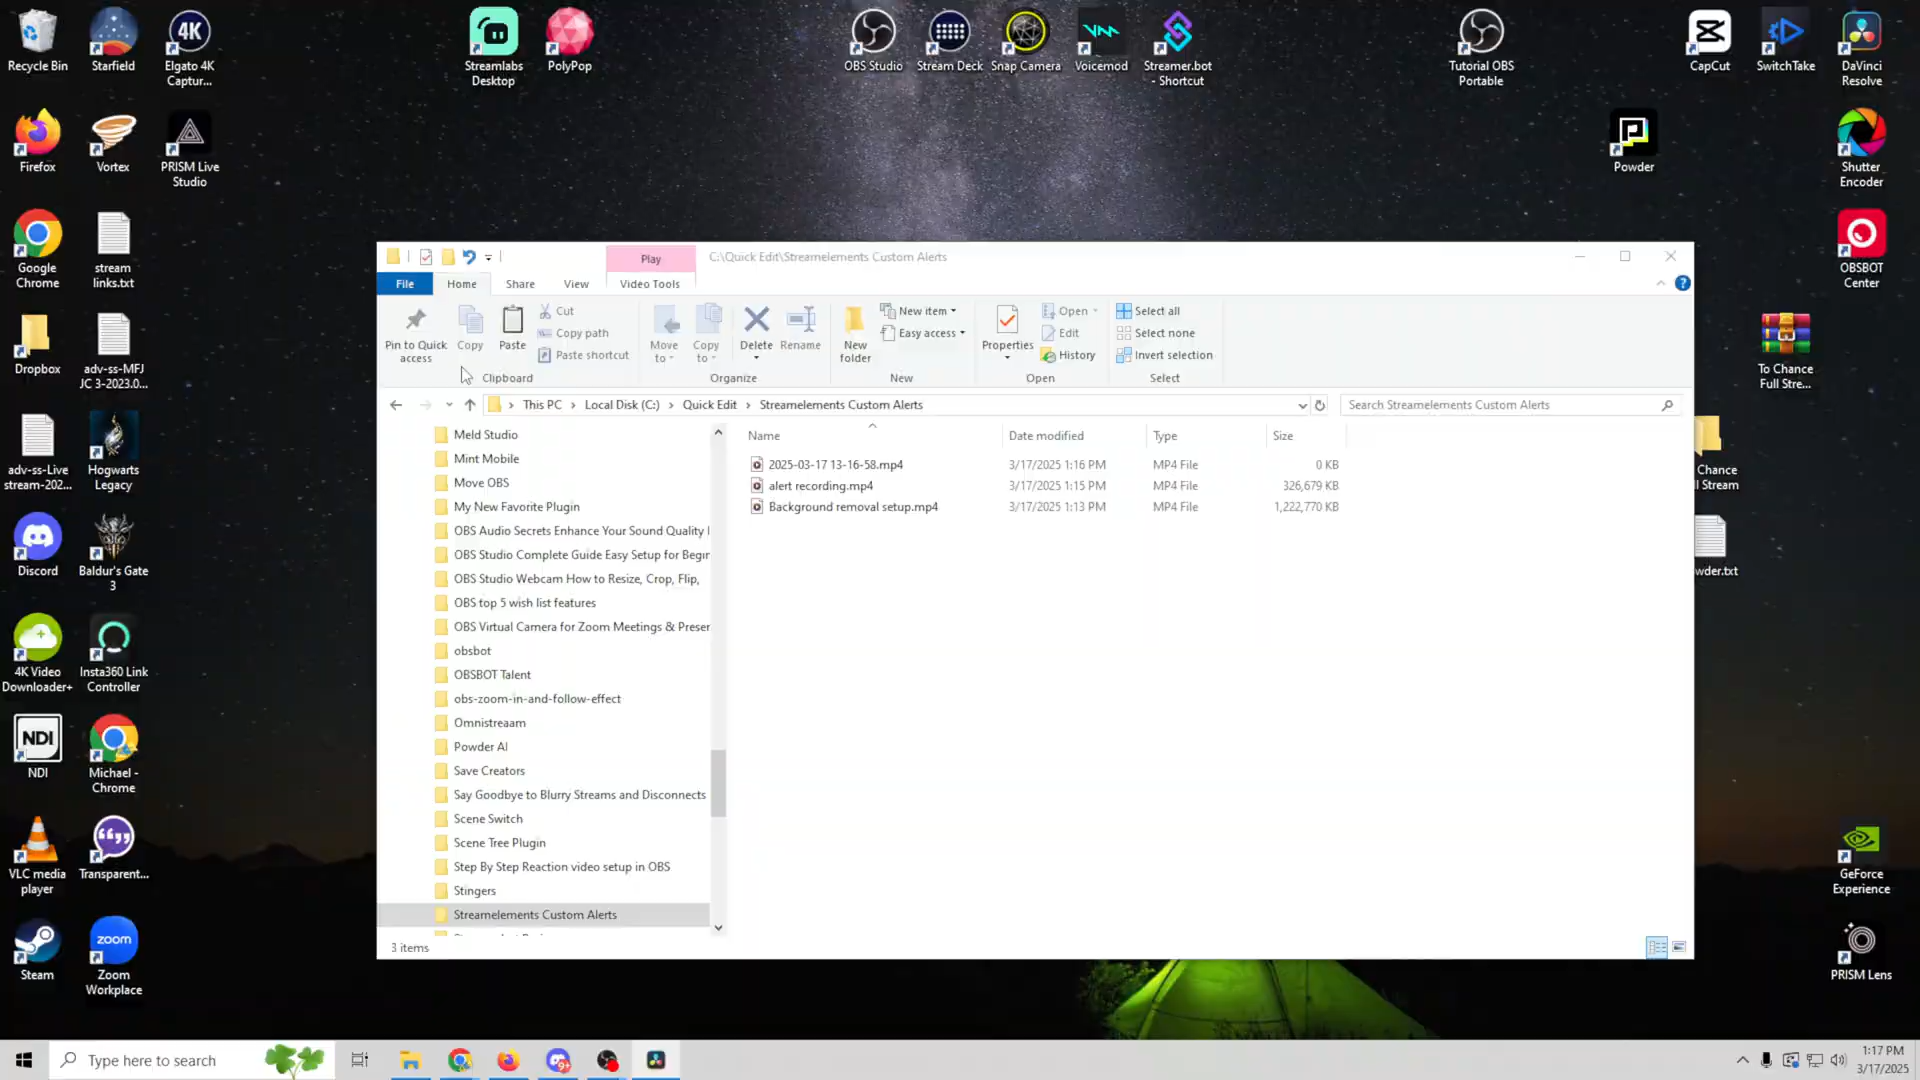 Recycle Bin
Starfield
Elgato 4K
Captur...
Streamlabs
Desktop
PolyPop
OBS Studio
Stream Deck
Snap Camera
Voicemod
Streamer.bot
- Shortcut
Tutorial OBS
Portable
CapCut
SwitchTake
DaVinci
Resolve
Firefox
Vortex
PRISM Live
Studio
Powder
Shutter
Encoder
Google
Chrome
stream
links.txt
OBSBOT
Center
Dropbox
adv-ss-MFJ
JC 3-2023.0...
To Chance
Full Stre...
adv-ss-Live
stream-202...
Hogwarts
Legacy
Chance
ll Stream
Discord
Baldur's Gate
3
wder.txt
4K Video
Downloader+
Insta360 Link
Controller
NDI
NDI
Michael -
Chrome
VLC media
player
Transparent...
GeForce
Experience
Steam
zoom
Zoom
Workplace
PRISM Lens
4K
Play
C:\Quick Edit\Streamelements Custom Alerts
File
Home
Share
View
Video Tools
Pin to Quick
access
Copy
Paste
Cut
Copy path
Paste shortcut
Clipboard
Move
to
Copy
to
Delete
Rename
Organize
New
folder
New item
Easy access
New
Properties
Open
Edit
History
Open
Select all
Select none
Invert selection
Select
This PC › Local Disk (C:) › Quick Edit › Streamelements Custom Alerts
Search Streamelements Custom Alerts
Meld Studio
Mint Mobile
Move OBS
My New Favorite Plugin
OBS Audio Secrets Enhance Your Sound Quality
OBS Studio Complete Guide Easy Setup for Begir
OBS Studio Webcam How to Resize, Crop, Flip,
OBS top 5 wish list features
OBS Virtual Camera for Zoom Meetings & Preser
obsbot
OBSBOT Talent
obs-zoom-in-and-follow-effect
Omnistreaam
Powder AI
Save Creators
Say Goodbye to Blurry Streams and Disconnects
Scene Switch
Scene Tree Plugin
Step By Step Reaction video setup in OBS
Stingers
Streamelements Custom Alerts
Name Date modified Type Size
2025-03-17 13-16-58.mp4 3/17/2025 1:16 PM MP4 File 0 KB
alert recording.mp4 3/17/2025 1:15 PM MP4 File 326,679 KB
Background removal setup.mp4 3/17/2025 1:13 PM MP4 File 1,222,770 KB
3 items
Type here to search
9+
1:17 PM
3/17/2025